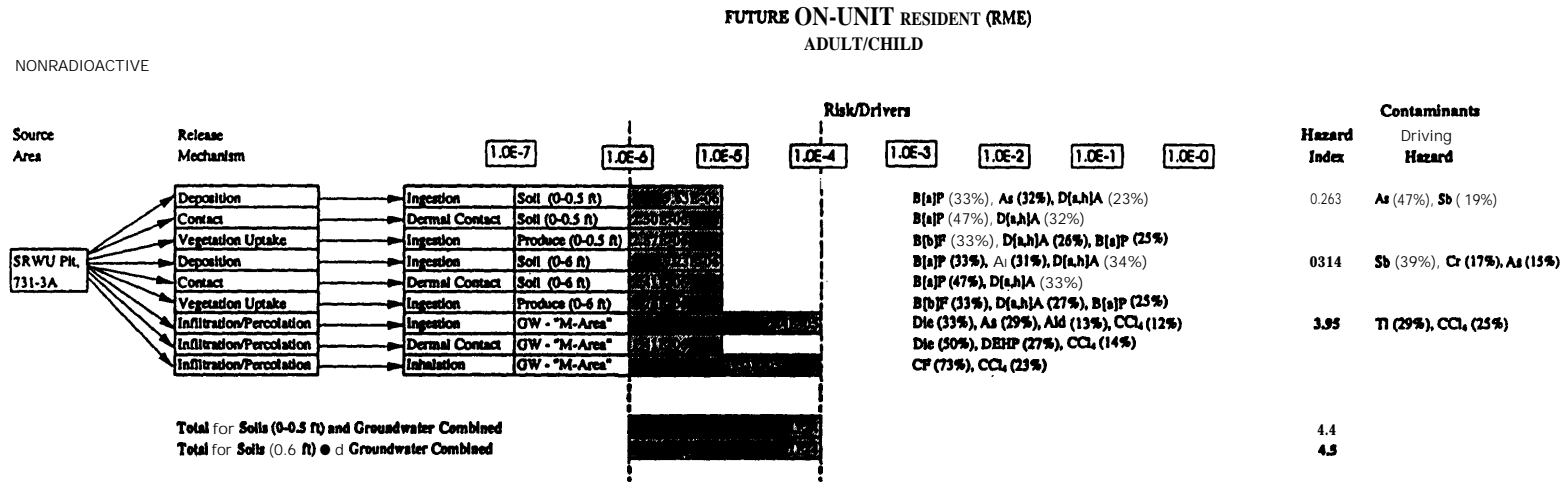 FUTURE ON-UNIT RESIDENT (RME)
ADULT/CHILD
NONRADIOACTIVE
Risk/Drivers
Contaminants
Source Release Hazard Driving
Area Mechanism 1.0E-7 1.0E-6 1.0E-5 1.0E-4 1.0E-3 1.0E-2 1.0E-1 1.0E-0 Index Hazard
Deposition Ingestion Soil (0-0.5 ft) B[a]P (33%), As (32%), D[a,h]A (23%) 0.263 As (47%), Sb ( 19%)
Contact Dermal Contact Soil (0-0.5 ft) B[a]P (47%), D[a,h]A (32%)
Vegetation Uptake Ingestion Produce (0-0.5 ft) B[b]F (33%), D[a,h]A (26%), B[a]P (25%)
SRWU Pit, Deposition Ingestion Soil (0-6 ft) B[a]P (33%), (31%), D[a,h]A (34%) 0314 Sb (39%), Cr (17%), As (15%)
731-3A Contact Dermal Contact Soil (0-6 ft) B[a]P (47%), D[a,h]A (33%)
Vegetation Uptake Ingestion Produce (0-6 ft) B[b]F (33%), D[a,h]A (27%), B[a]P (25%)
Infiltration/Percolation Ingestion GW - "M-Area" Die (33%), As (29%), Ald (13%), CCl₄ (12%) 3.95 Tl (29%), CCl₄ (25%)
Infiltration/Percolation Dermal Contact GW - "M-Area" Die (50%), DEHP (27%), CCl₄ (14%)
Infiltration/Percolation Inhalation GW - "M-Area" CF (73%), CCl₄ (23%)
Total for Soils (0-0.5 ft) and Groundwater Combined 4.4
Total for Soils (0.6 ft) ● d Groundwater Combined 4.5